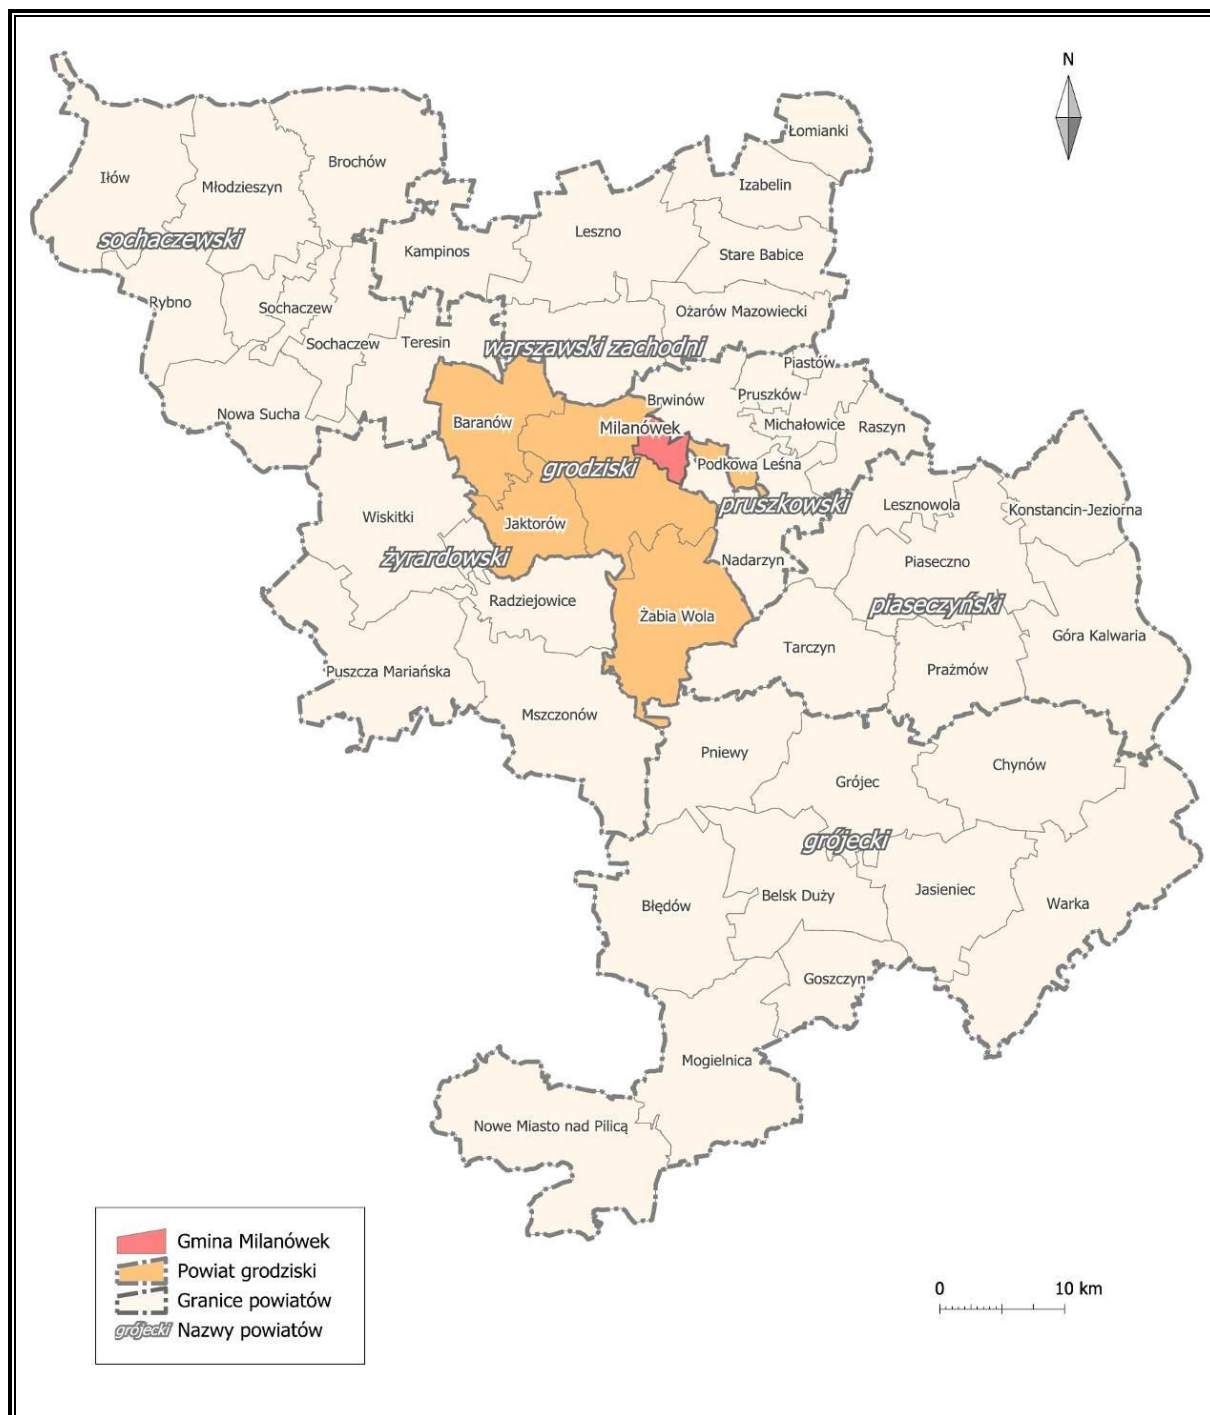 N
Łomianki
Brochów
Iłów
Młodzieszyn
Izabelin
Leszno
sochaczewski
Kampinos
Stare Babice
Rybno
Sochaczew
Ożarów Mazowiecki
Sochaczew
Teresin
warszawski zachodni
Piastów
Pruszków
Brwinów
Nowa Sucha
Baranów
Milanówek
Michałowice
Raszyn
grodziski
Podkowa Leśna
pruszkowski
Lesznowola
Konstancin-Jeziorna
Wiskitki
Jaktorów
żyrardowski
Nadarzyn
Piaseczno
Radziejowice
Żabia Wola
piaseczyński
Góra Kalwaria
Tarczyn
Prażmów
Puszcza Mariańska
Mszczonów
Pniewy
Grójec
Chynów
grójecki
Błędów
Belsk Duży
Jasieniec
Warka
Goszczyn
Mogielnica
Nowe Miasto nad Pilicą
Gmina Milanówek
Powiat grodziski
Granice powiatów
grójecki Nazwy powiatów
0 10 km